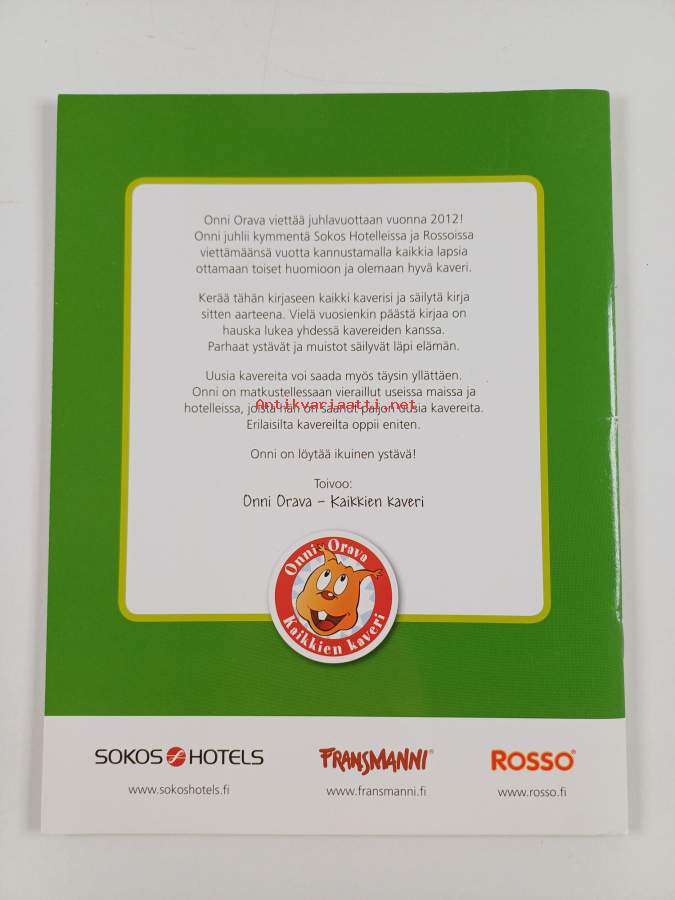 Onni Orava viettää juhlavuottaan vuonna 2012!
Onni juhlii kymmentä Sokos Hotelleissa ja Rossoissa
viettämäänsä vuotta kannustamalla kaikkia lapsia
ottamaan toiset huomioon ja olemaan hyvä kaveri.
Kerää tähän kirjaseen kaikki kaverisi ja säilytä kirja
sitten aarteena. Vielä vuosienkin päästä kirjaa on
hauska lukea yhdessä kavereiden kanssa.
Parhaat ystävät ja muistot säilyvät läpi elämän.
Uusia kavereita voi saada myös täysin yllättäen.
Onni on matkustellessaan vieraillut useissa maissa ja
Antikvariaatti.net
hotelleissa, joista hän on saanut paljon uusia kavereita.
Erilaisilta kavereilta oppii eniten.
Onni on löytää ikuinen ystävä!
Toivoo:
Onni Orava – Kaikkien kaveri
Onni Orava
Kaikkien kaveri
SOKOS HOTELS
www.sokoshotels.fi
FRANSMANNI®
www.fransmanni.fi
ROSSO®
www.rosso.fi